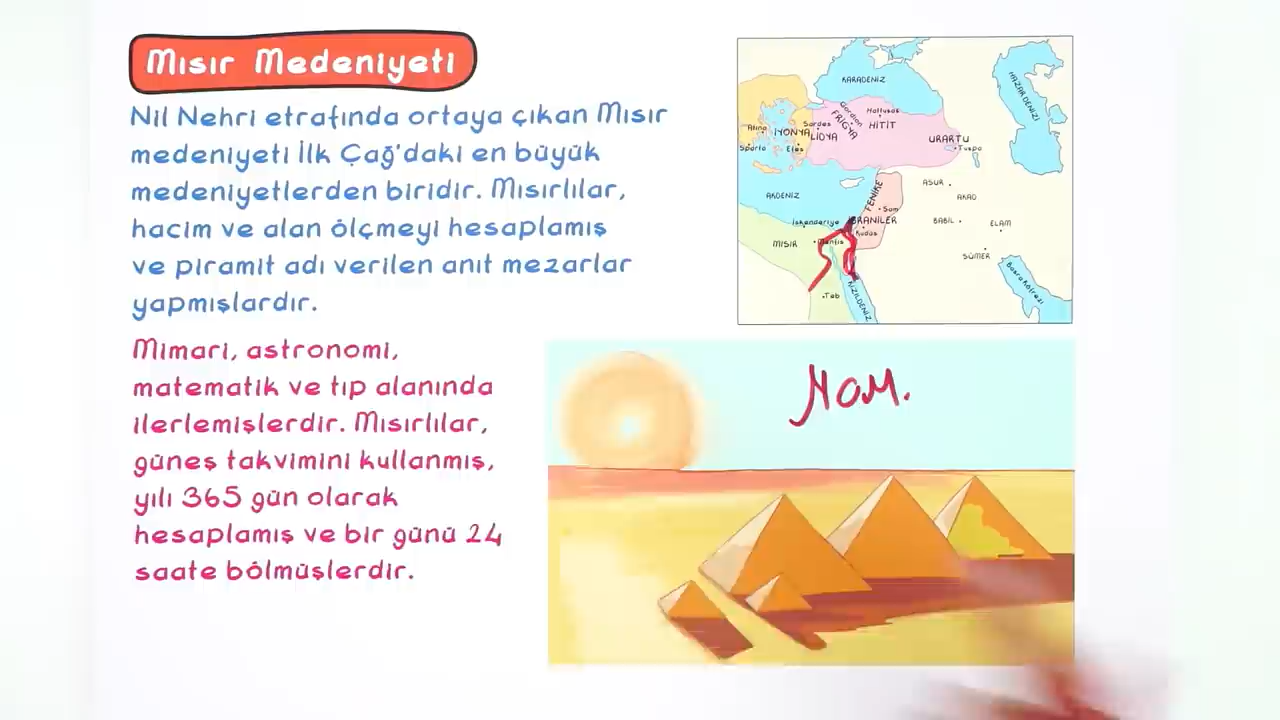 Mısır Medeniyeti
Nil Nehri etrafında ortaya çıkan Mısır
medeniyeti İlk Çağ'daki en büyük
medeniyetlerden biridir. Mısırlılar,
hacim ve alan ölçmeyi hesaplamış
ve piramit adı verilen anıt mezarlar
yapmışlardır.
Mimari, astronomi,
matematik ve tıp alanında
ilerlemişlerdir. Mısırlılar,
güneş takvimini kullanmış,
yılı 365 gün olarak
hesaplamış ve bir günü 24
saate bölmüşlerdir.
KARADENİZ
HAZAR DENİZİ
Gordion
Hattuşaş
FRİGYA
HİTİT
Sardes
Atina
İYONYA
LİDYA
URARTU
Sparta
Efes
Tuşpa
AKDENİZ
FENİKE
ASUR
AKAD
Şam
İskenderiye
İBRANİLER
BABİL
ELAM
Kudüs
MISIR
Menfis
SÜMER
Basra Körfezi
Teb
KIZILDENİZ
NOM.